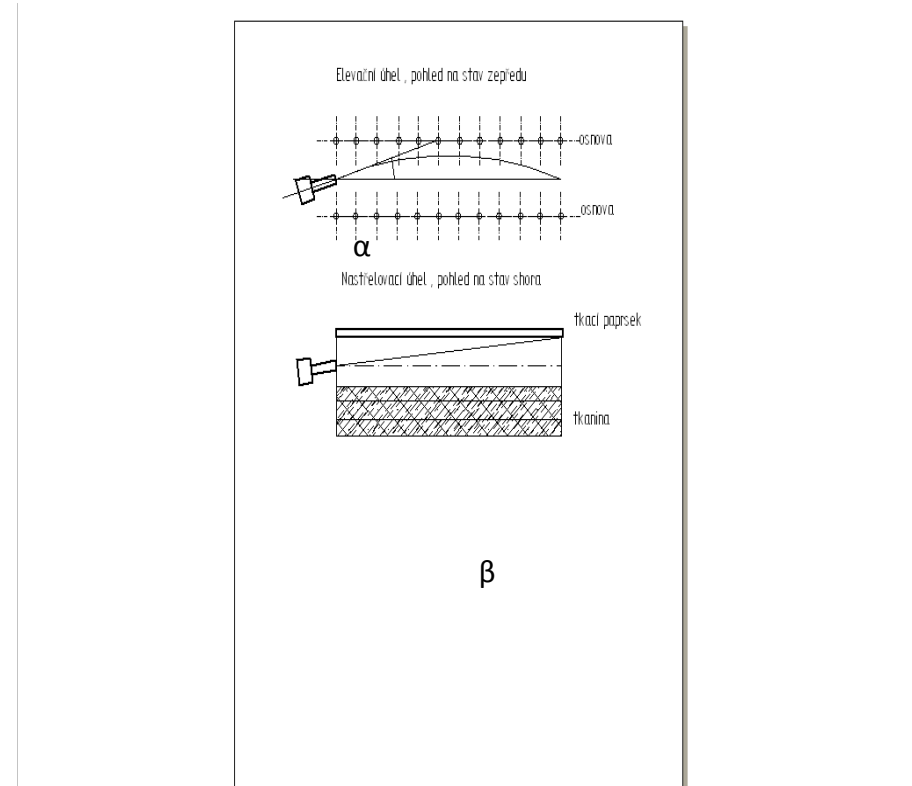 Elevační úhel , pohled na stav zepředu
osnova
osnova
α
Nastřelovací úhel , pohled na stav shora
tkací paprsek
tkanina
β